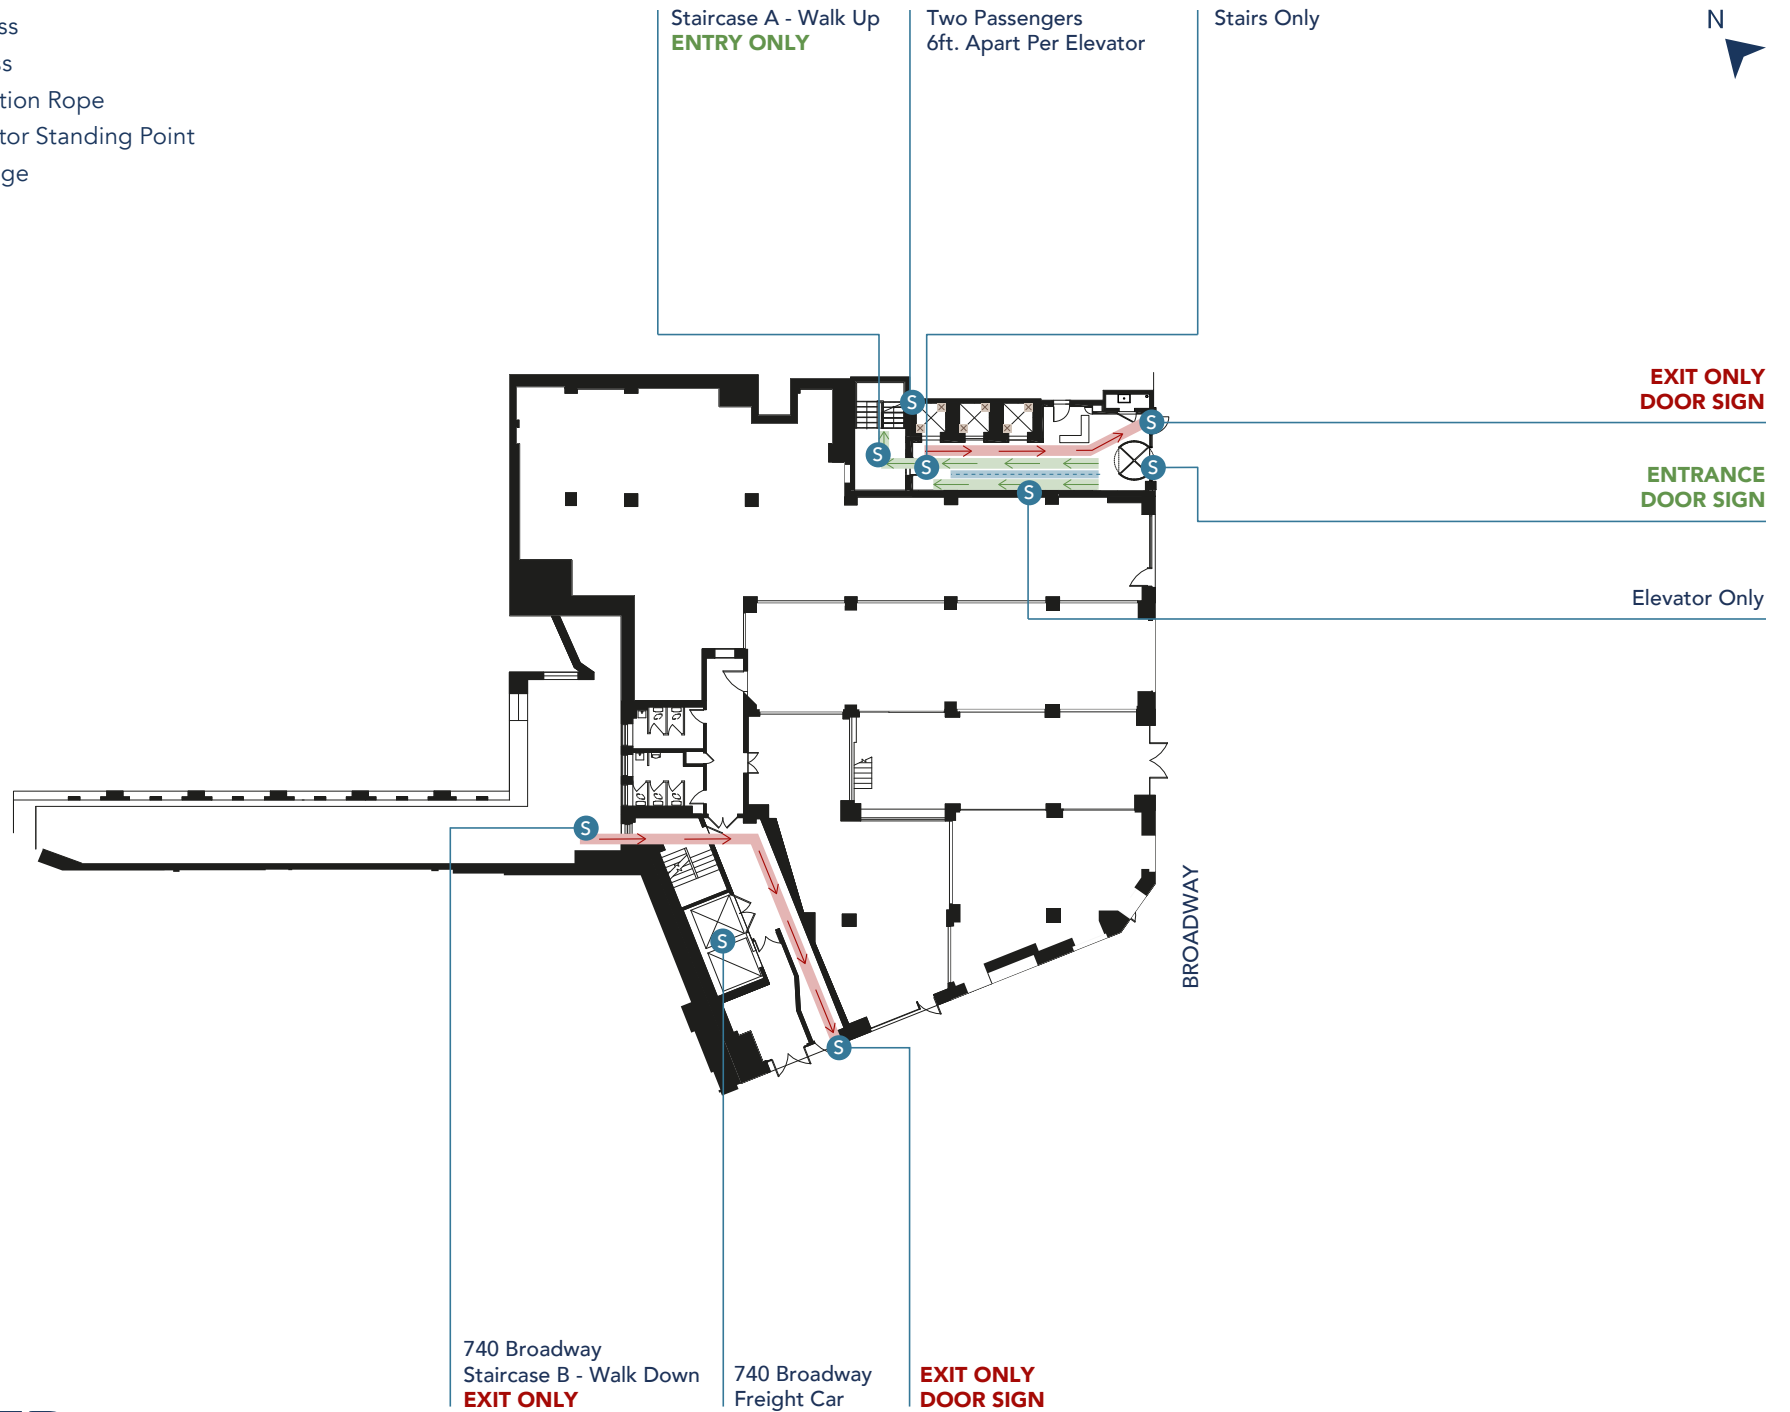 ss
ss
tion Rope
tor Standing Point
ge
Staircase A - Walk Up
ENTRY ONLY
Two Passengers
6ft. Apart Per Elevator
Stairs Only
N
EXIT ONLY
DOOR SIGN
ENTRANCE
DOOR SIGN
Elevator Only
S
S
S
S
S
S
S
S
S
BROADWAY
740 Broadway
Staircase B - Walk Down
EXIT ONLY
740 Broadway
Freight Car
EXIT ONLY
DOOR SIGN